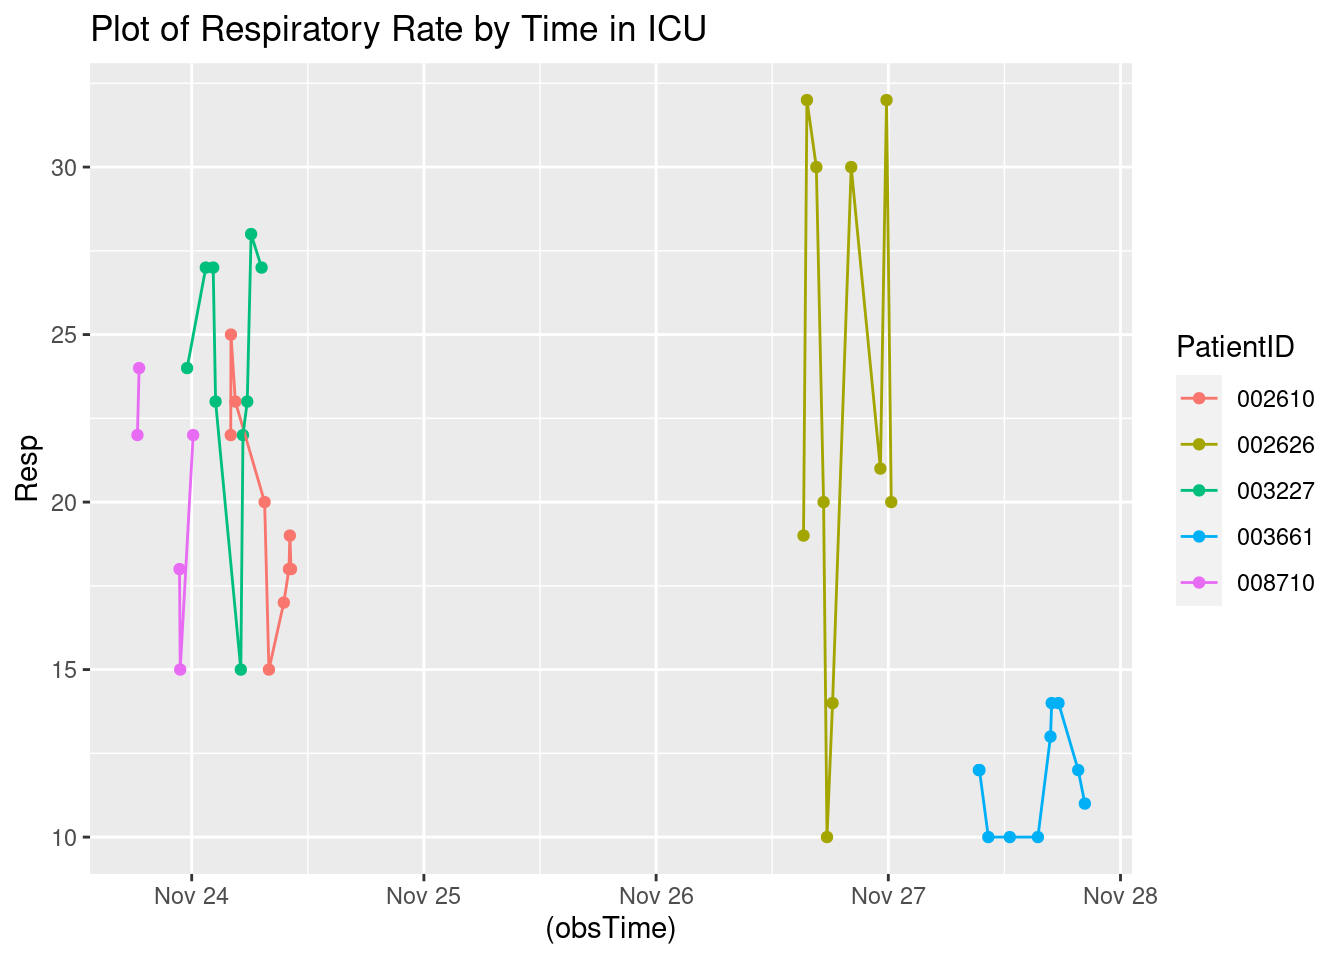 Plot of Respiratory Rate by Time in ICU
Resp
30
25
20
15
10
Nov 24
Nov 25
Nov 26
Nov 27
Nov 28
(obsTime)
PatientID
002610
002626
003227
003661
008710